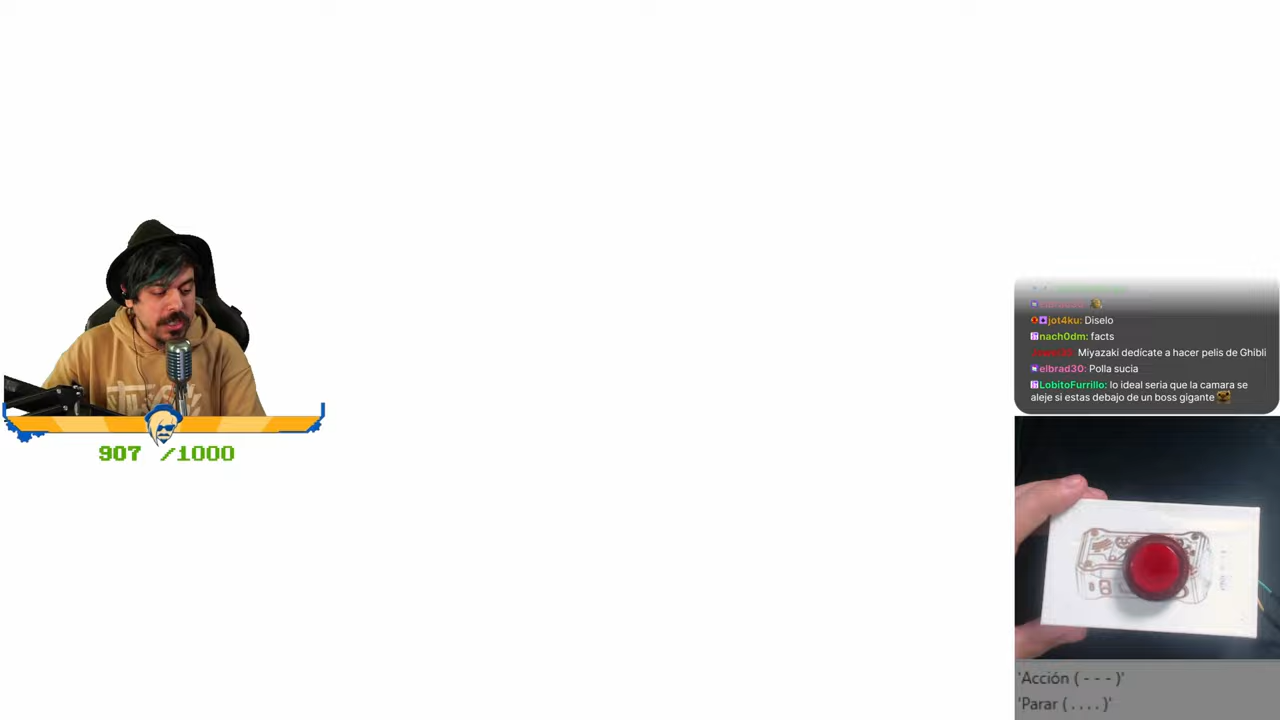 jot4ku: Diselo
nach0dm: facts
Miyazaki dedícate a hacer pelis de Ghibli
elbrad30: Polla sucia
LobitoFurrillo: lo ideal seria que la camara se
aleje si estas debajo de un boss gigante
907 /1000
'Acción ( - - - )'
'Parar ( . . . . )'